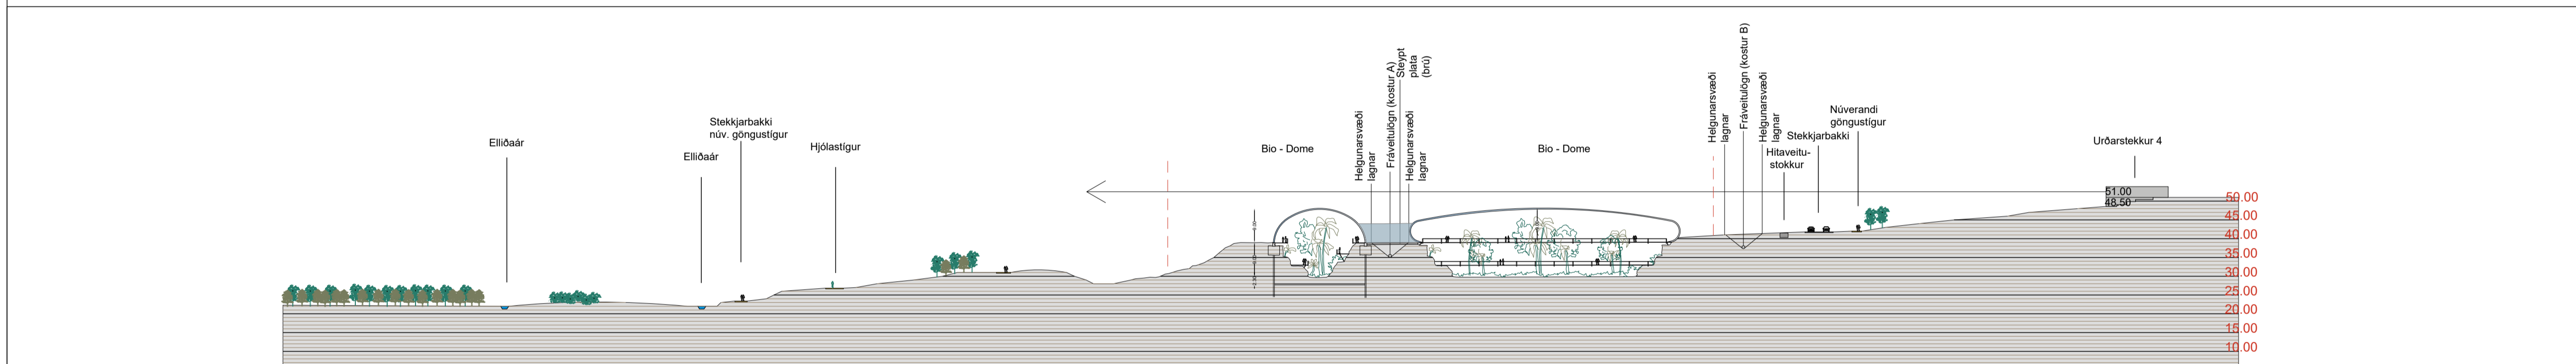 Elliðaár
Elliðaár
Stekkjarbakki
núv. göngustígur
Hjólastígur
Bio - Dome
Helgunarsvæði
lagnar
Fráveitulögn (kostur A)
Steypt
plata
(brú)
Helgunarsvæði
lagnar
Bio - Dome
Helgunarsvæði
lagnar
Fráveitulögn (kostur B)
Helgunarsvæði
lagnar
Hitaveitu-
stokkur
Stekkjarbakki
Núverandi
göngustígur
Urðarstekkur 4
51.00
48.50
50.00
45.00
40.00
35.00
30.00
25.00
20.00
15.00
10.00